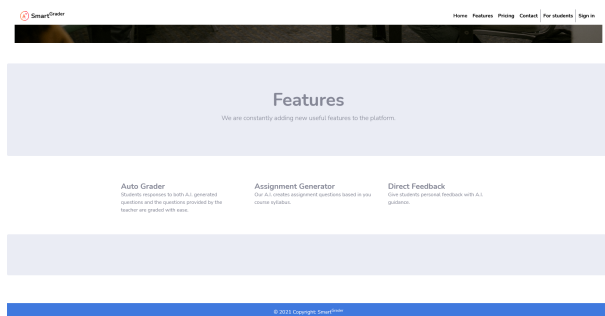 SmartGrader
Home Features Pricing Contact For students Sign in
Features
We are constantly adding new useful features to the platform.
Auto Grader
Students responses to both A.I. generated
questions and the questions provided by the
teacher are graded with ease.
Assignment Generator
Our A.I. creates assignment questions based in you
course syllabus.
Direct Feedback
Give students personal feedback with A.I.
guidance.
© 2021 Copyright: SmartGrader